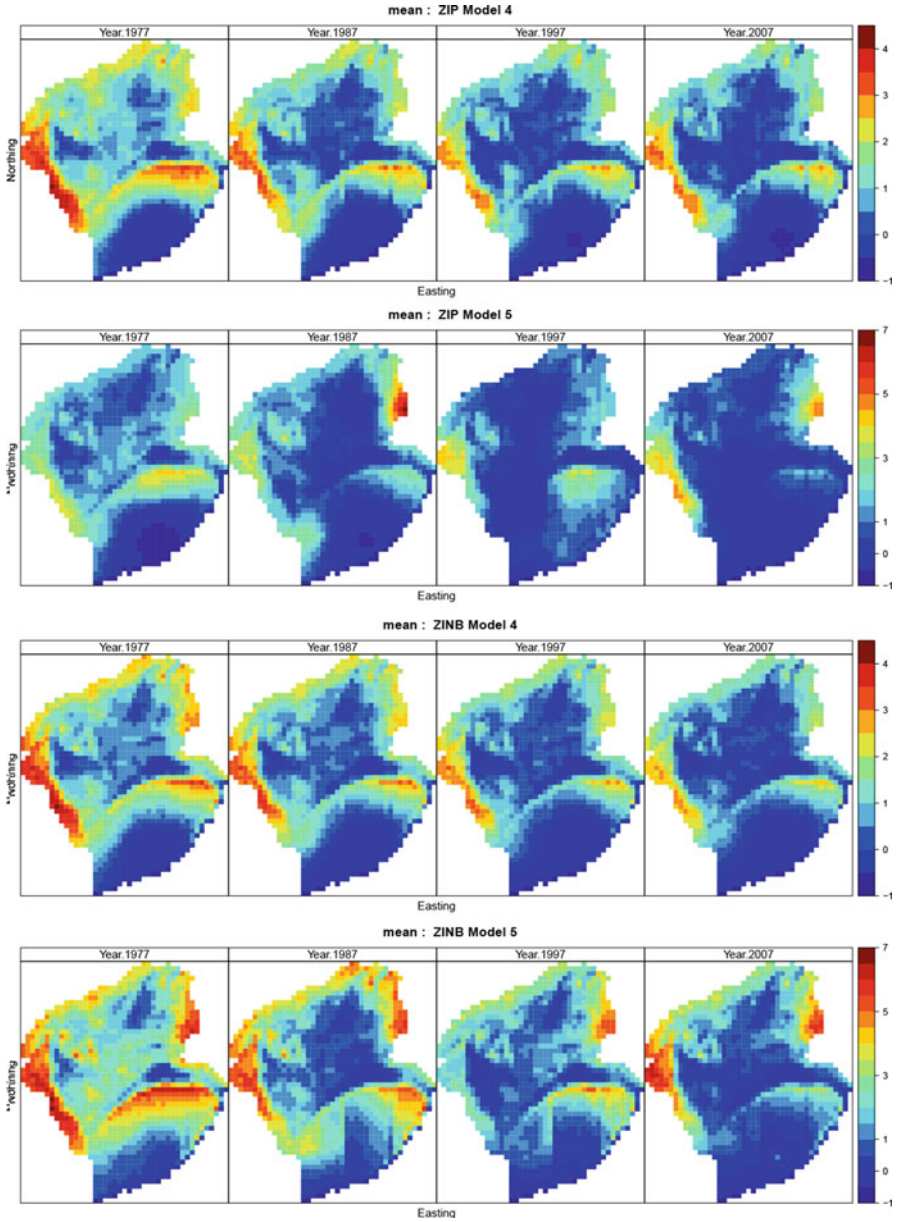 mean : ZIP Model 4
Year.1977 Year.1987 Year.1997 Year.2007
Northing
4
3
2
1
0
−1
Easting
mean : ZIP Model 5
Year.1977 Year.1987 Year.1997 Year.2007
7
5
3
1
0
−1
Easting
mean : ZINB Model 4
Year.1977 Year.1987 Year.1997 Year.2007
4
3
2
1
0
−1
Easting
mean : ZINB Model 5
Year.1977 Year.1987 Year.1997 Year.2007
7
5
3
1
0
−1
Easting